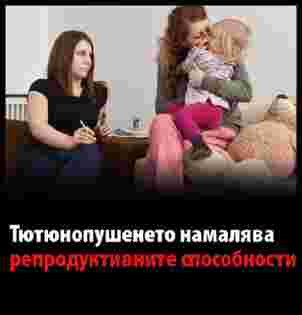 Тютюнопушенето намалява
репродуктивните способности